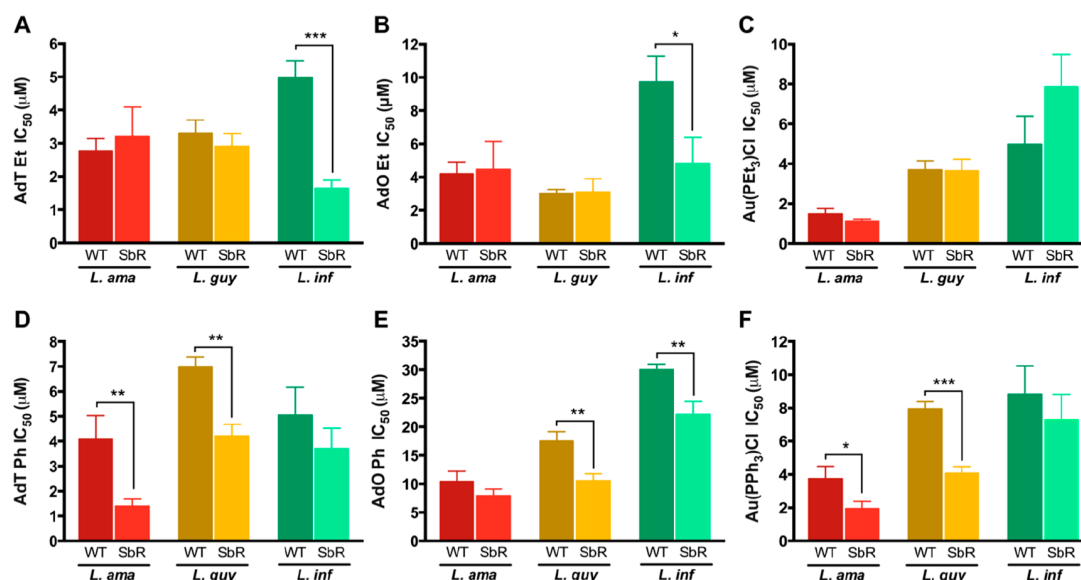 A
AdT Et IC50 (μM)
6
5
4
3
2
1
0
***
WT SbR WT SbR WT SbR
L. ama L. guy L. inf
B
AdO Et IC50 (μM)
12
10
8
6
4
2
0
*
WT SbR WT SbR WT SbR
L. ama L. guy L. inf
C
Au(PEt3)Cl IC50 (μM)
10
8
6
4
2
0
WT SbR WT SbR WT SbR
L. ama L. guy L. inf
D
AdT Ph IC50 (μM)
8
7
6
5
4
3
2
1
0
**
**
WT SbR WT SbR WT SbR
L. ama L. guy L. inf
E
AdO Ph IC50 (μM)
35
30
25
20
15
10
5
0
**
**
WT SbR WT SbR WT SbR
L. ama L. guy L. inf
F
Au(PPh3)Cl IC50 (μM)
12
10
8
6
4
2
0
*
***
WT SbR WT SbR WT SbR
L. ama L. guy L. inf